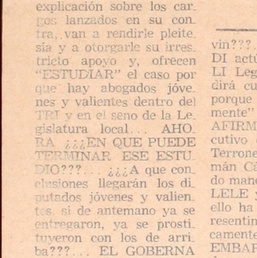 explicación sobre los car
gos lanzados en su con
tra, van a rendirle pleite
sía y a otorgarle su irres
tricto apoyo y, ofrecen
"ESTUDIAR" el caso por
que hay abogados jóve
nes y valientes dentro del
TRI y en el seno de la Le
gislatura local... AHO
RA ¿¿¿EN QUE PUEDE
TERMINAR ESE ESTU
DIO???... ¿¿¿A que con
clusiones llegarán los di
putados jóvenes y valien
tes, si de antemano ya se
entregaron, ya se prosti
tuyeron con los de arri
ba???... EL GOBERNA
vin???...
DI actú
LI Leg
dirá cu
porque
mente"
AFIRM
cutivo
Terrone
mán Cá
do man
LELE y
ello ha
resentin
camente
EMBAR